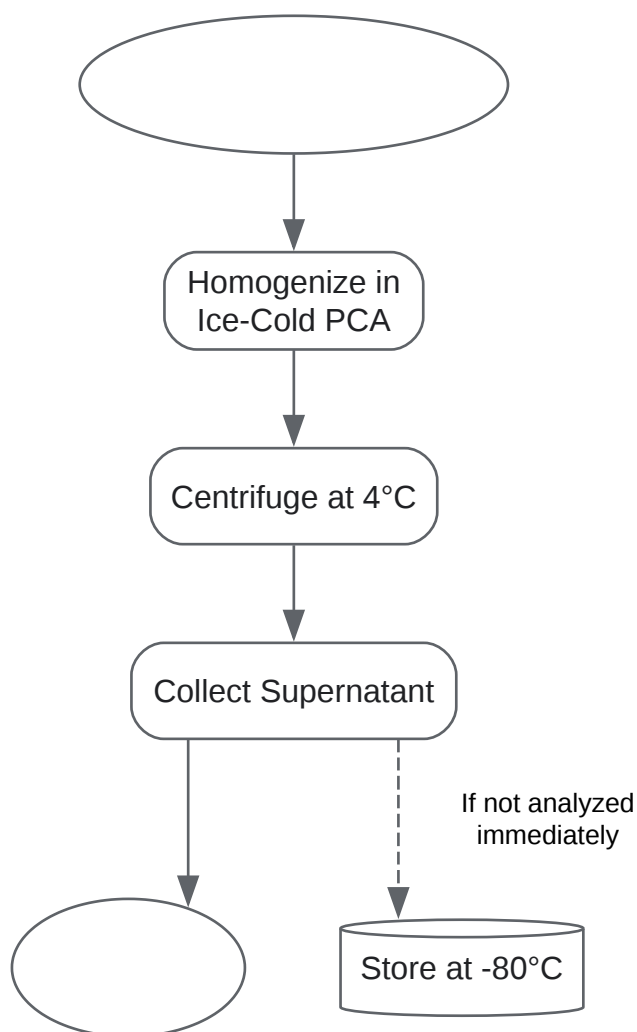 Homogenize in
Ice-Cold PCA
Centrifuge at 4°C
Collect Supernatant
If not analyzed
immediately
Store at -80°C